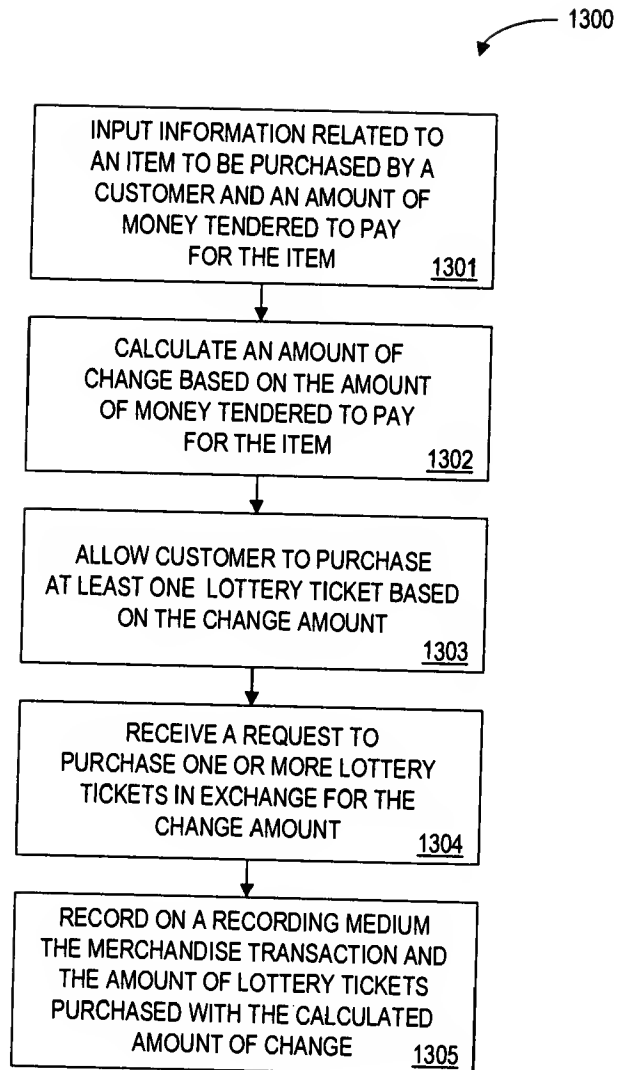 1300
INPUT INFORMATION RELATED TO
AN ITEM TO BE PURCHASED BY A
CUSTOMER AND AN AMOUNT OF
MONEY TENDERED TO PAY
FOR THE ITEM
1301
CALCULATE AN AMOUNT OF
CHANGE BASED ON THE AMOUNT
OF MONEY TENDERED TO PAY
FOR THE ITEM
1302
ALLOW CUSTOMER TO PURCHASE
AT LEAST ONE LOTTERY TICKET BASED
ON THE CHANGE AMOUNT
1303
RECEIVE A REQUEST TO
PURCHASE ONE OR MORE LOTTERY
TICKETS IN EXCHANGE FOR THE
CHANGE AMOUNT
1304
RECORD ON A RECORDING MEDIUM
THE MERCHANDISE TRANSACTION AND
THE AMOUNT OF LOTTERY TICKETS
PURCHASED WITH THE CALCULATED
AMOUNT OF CHANGE
1305